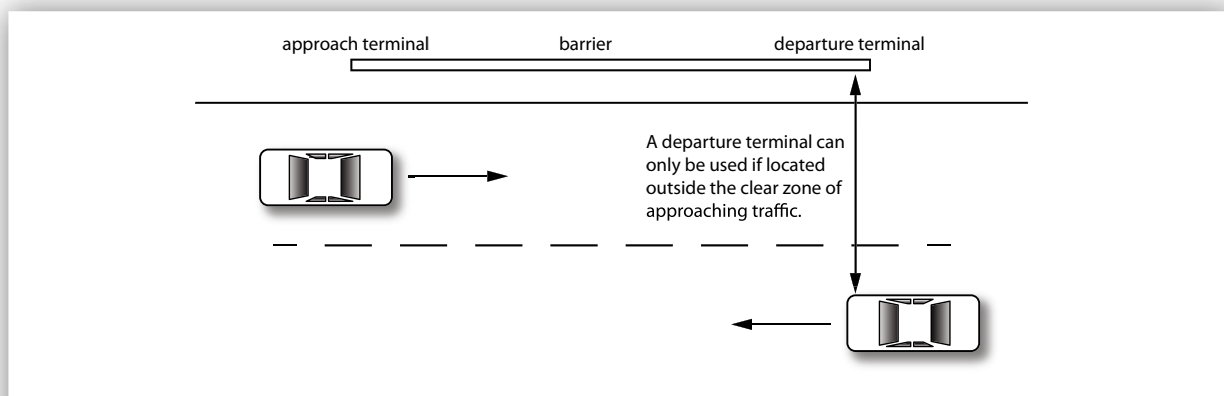 approach terminal
barrier
departure terminal
A departure terminal can
only be used if located
outside the clear zone of
approaching traffic.